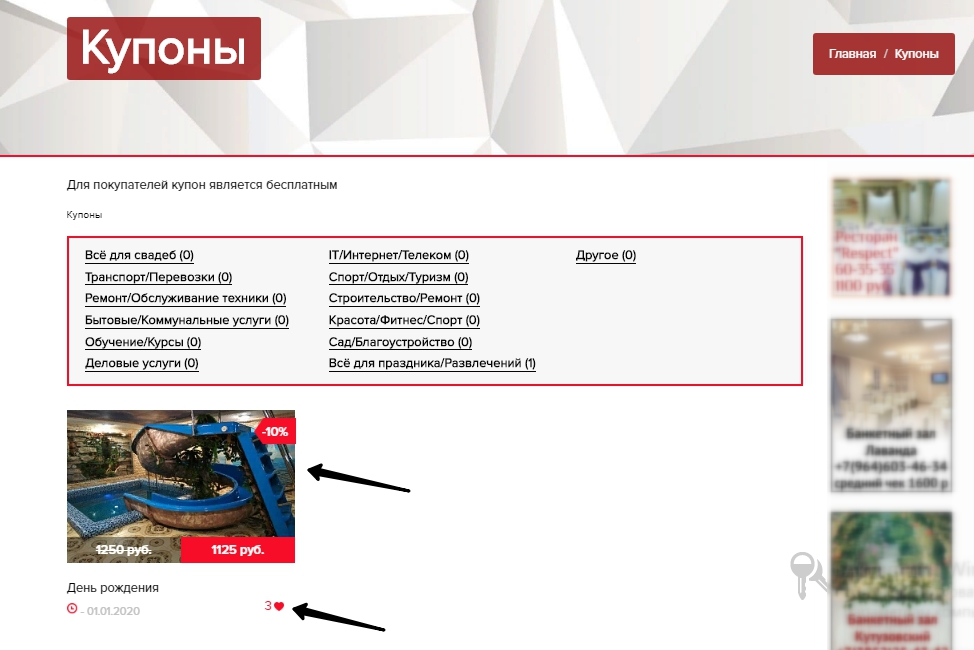 Купоны
Главная / Купоны
Для покупателей купон является бесплатным
Купоны
Всё для свадеб (0)
Транспорт/Перевозки (0)
Ремонт/Обслуживание техники (0)
Бытовые/Коммунальные услуги (0)
Обучение/Курсы (0)
Деловые услуги (0)
IT/Интернет/Телеком (0)
Спорт/Отдых/Туризм (0)
Строительство/Ремонт (0)
Красота/Фитнес/Спорт (0)
Сад/Благоустройство (0)
Всё для праздника/Развлечений (1)
Другое (0)
-10%
1250 руб.
1125 руб.
День рождения
- 01.01.2020
3
Ресторан
"Respect"
60-35-35
1100 руб
Банкетный зал
Лаванда
+7(964)603-46-34
средний чек 1600 р
Банкетный зал
Кутузовский